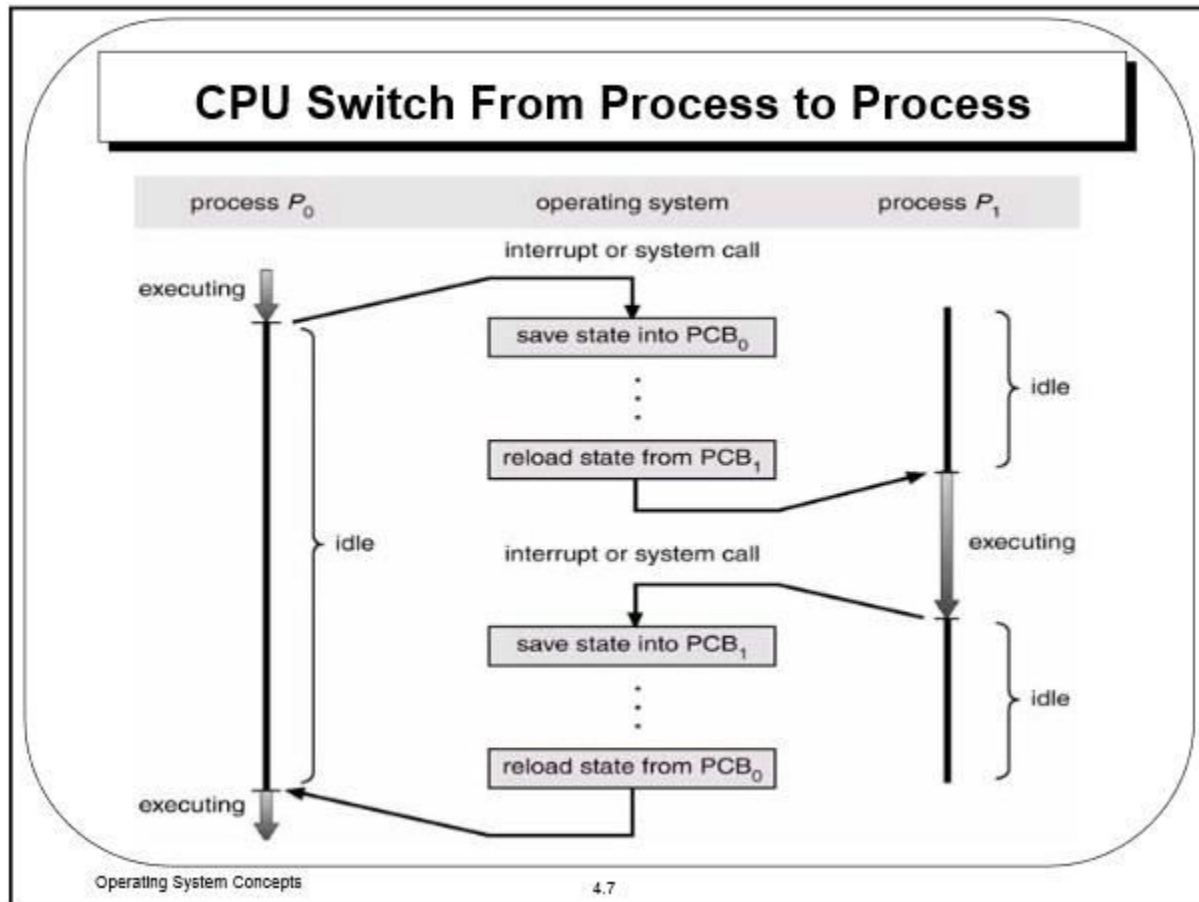 CPU Switch From Process to Process
process P0
operating system
process P1
interrupt or system call
executing
save state into PCB0
idle
reload state from PCB1
idle
executing
interrupt or system call
save state into PCB1
idle
reload state from PCB0
executing
Operating System Concepts
4.7